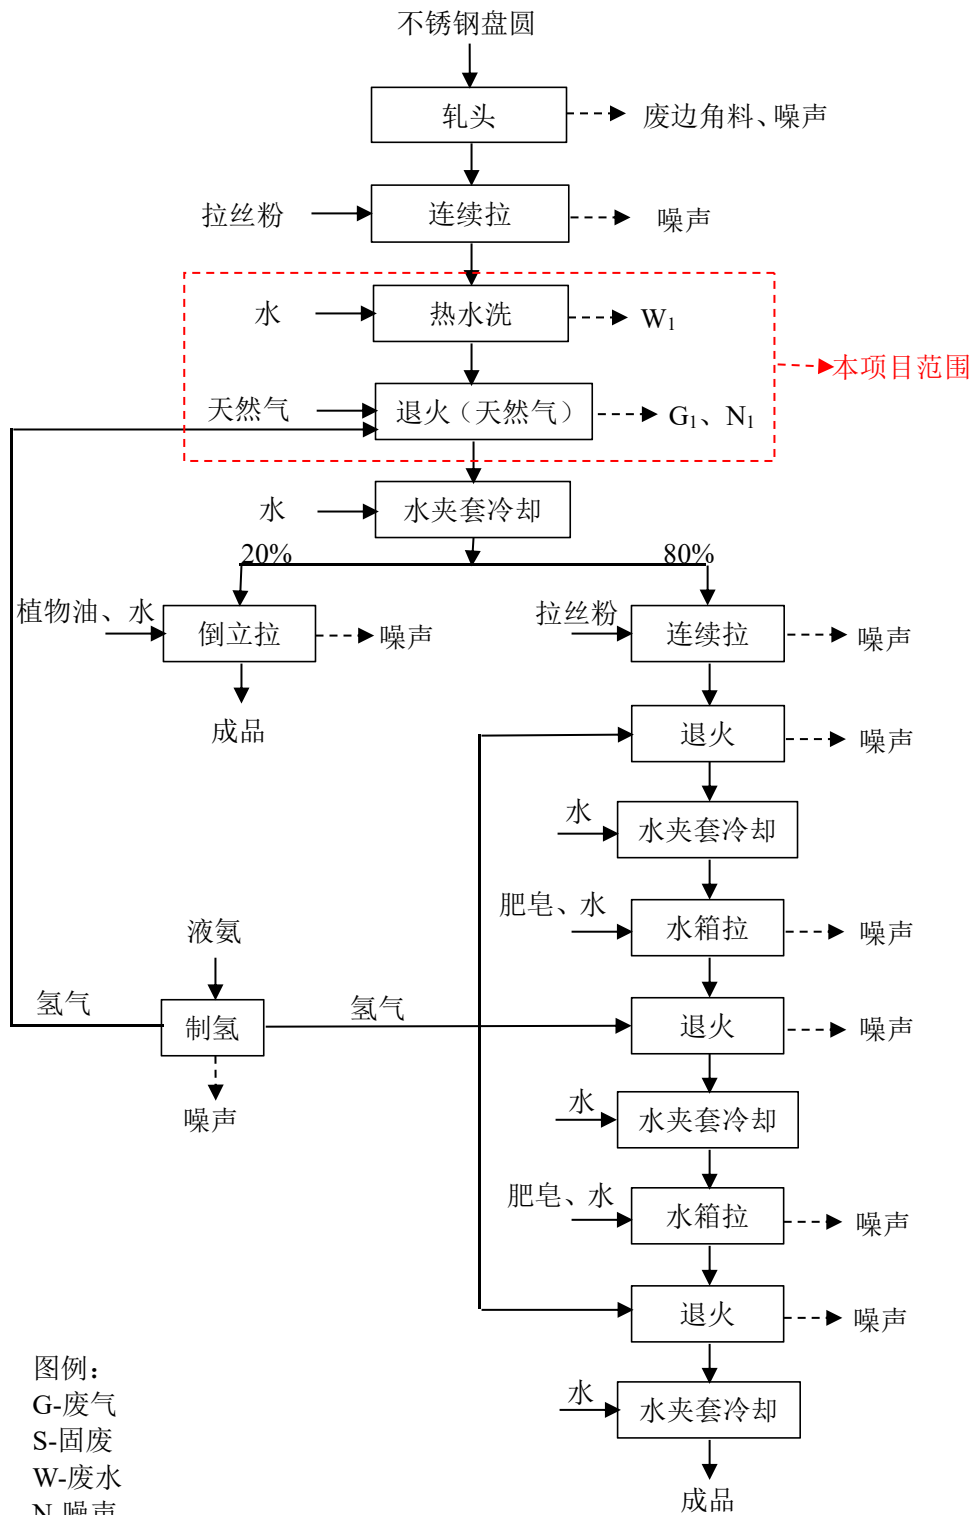 不锈钢盘圆
轧头
废边角料、噪声
拉丝粉
连续拉
噪声
水
热水洗
W₁
本项目范围
天然气
退火（天然气）
G₁、N₁
水
水夹套冷却
20%
80%
植物油、水
倒立拉
噪声
拉丝粉
连续拉
噪声
成品
退火
噪声
水
水夹套冷却
肥皂、水
水箱拉
噪声
液氨
氢气
制氢
氢气
退火
噪声
噪声
水
水夹套冷却
肥皂、水
水箱拉
噪声
退火
噪声
图例：
G-废气
S-固废
W-废水
N-噪声
水
水夹套冷却
成品